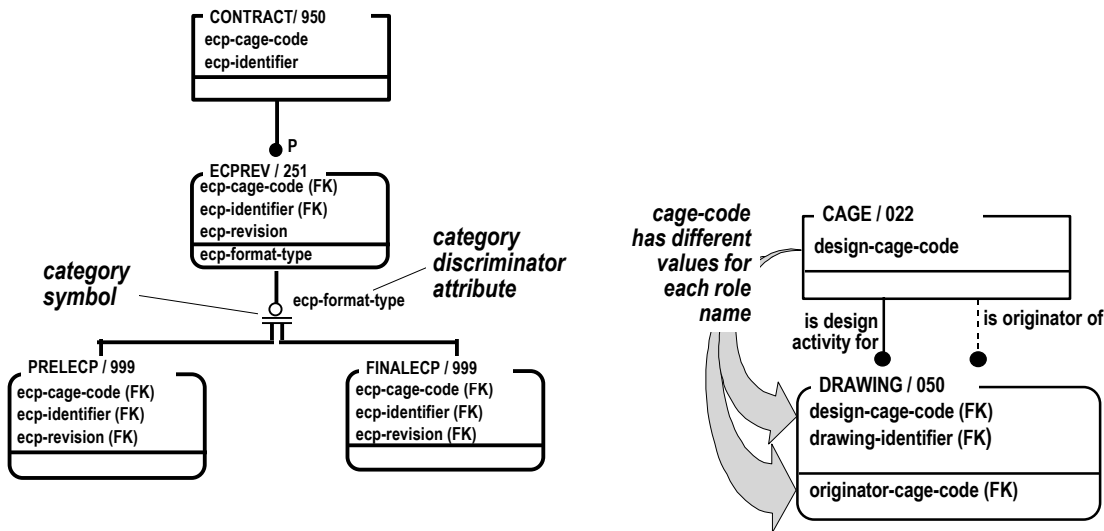 CONTRACT/ 950
ecp-cage-code
ecp-identifier
P
ECPREV / 251
ecp-cage-code (FK)
ecp-identifier (FK)
ecp-revision
ecp-format-type
category
symbol
category
discriminator
attribute
ecp-format-type
PRELECP / 999
ecp-cage-code (FK)
ecp-identifier (FK)
ecp-revision (FK)
FINALECP / 999
ecp-cage-code (FK)
ecp-identifier (FK)
ecp-revision (FK)
cage-code
has different
values for
each role
name
CAGE / 022
design-cage-code
is design
activity for
is originator of
DRAWING / 050
design-cage-code (FK)
drawing-identifier (FK)
originator-cage-code (FK)